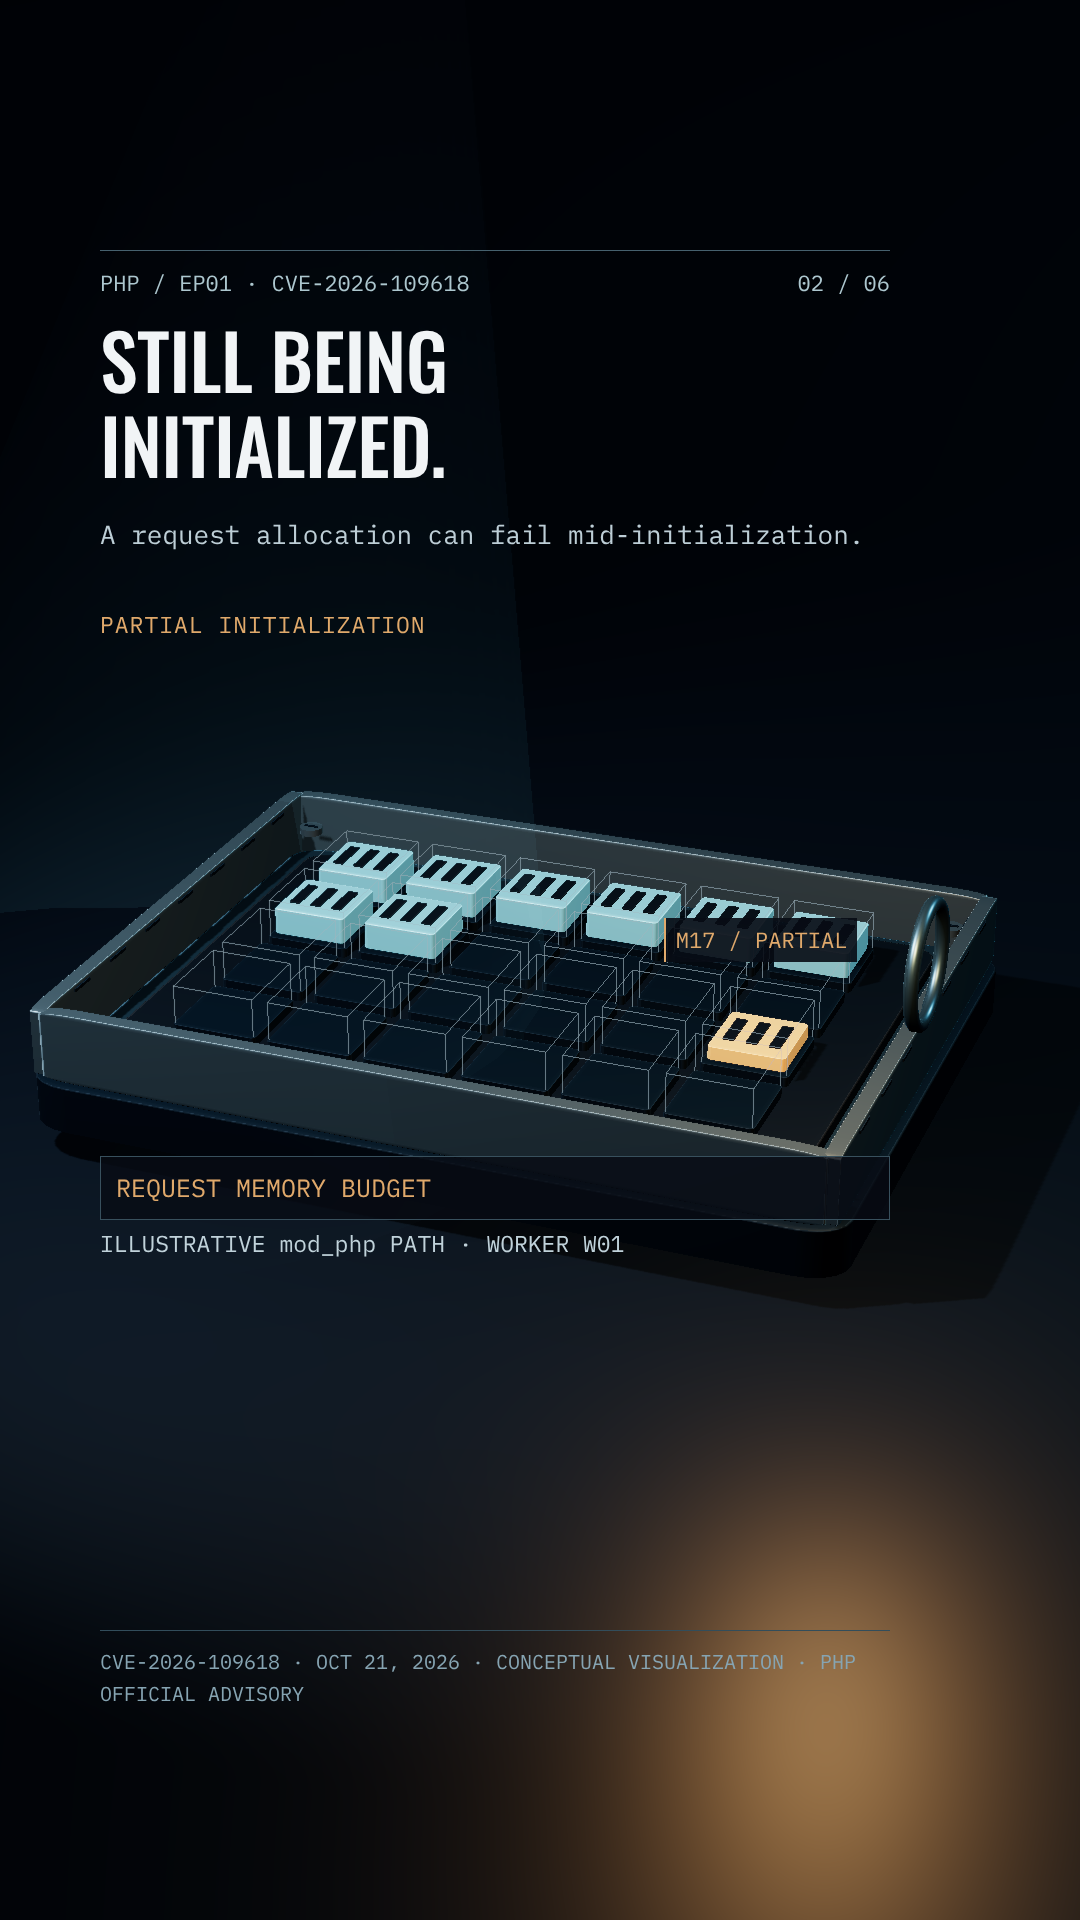 PHP / EP01 · CVE-2026-109618
02 / 06
STILL BEING
INITIALIZED.
A request allocation can fail mid-initialization.
PARTIAL INITIALIZATION
M17 / PARTIAL
REQUEST MEMORY BUDGET
ILLUSTRATIVE mod_php PATH · WORKER W01
CVE-2026-109618 · OCT 21, 2026 · CONCEPTUAL VISUALIZATION · PHP
OFFICIAL ADVISORY